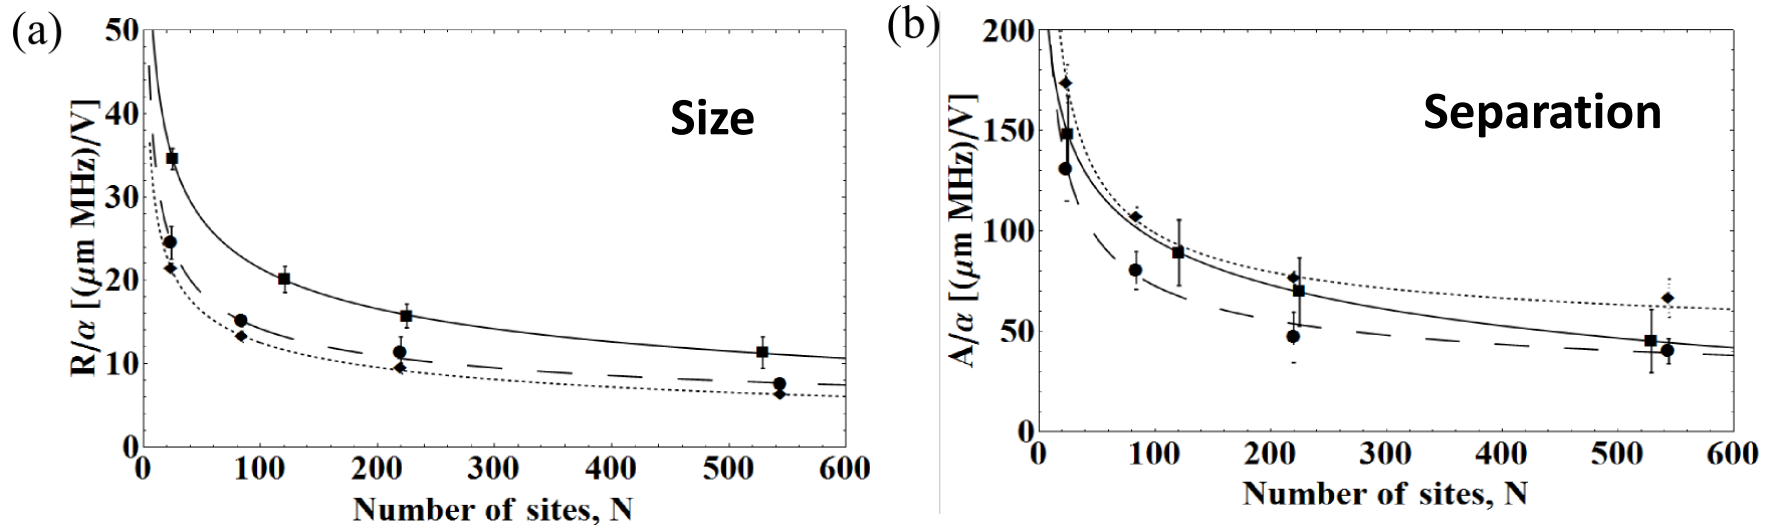 (a)
Size
R/α [(μm MHz)/V]
50
40
30
20
10
0
0 100 200 300 400 500 600
Number of sites, N
(b)
Separation
A/α [(μm MHz)/V]
200
150
100
50
0
0 100 200 300 400 500 600
Number of sites, N